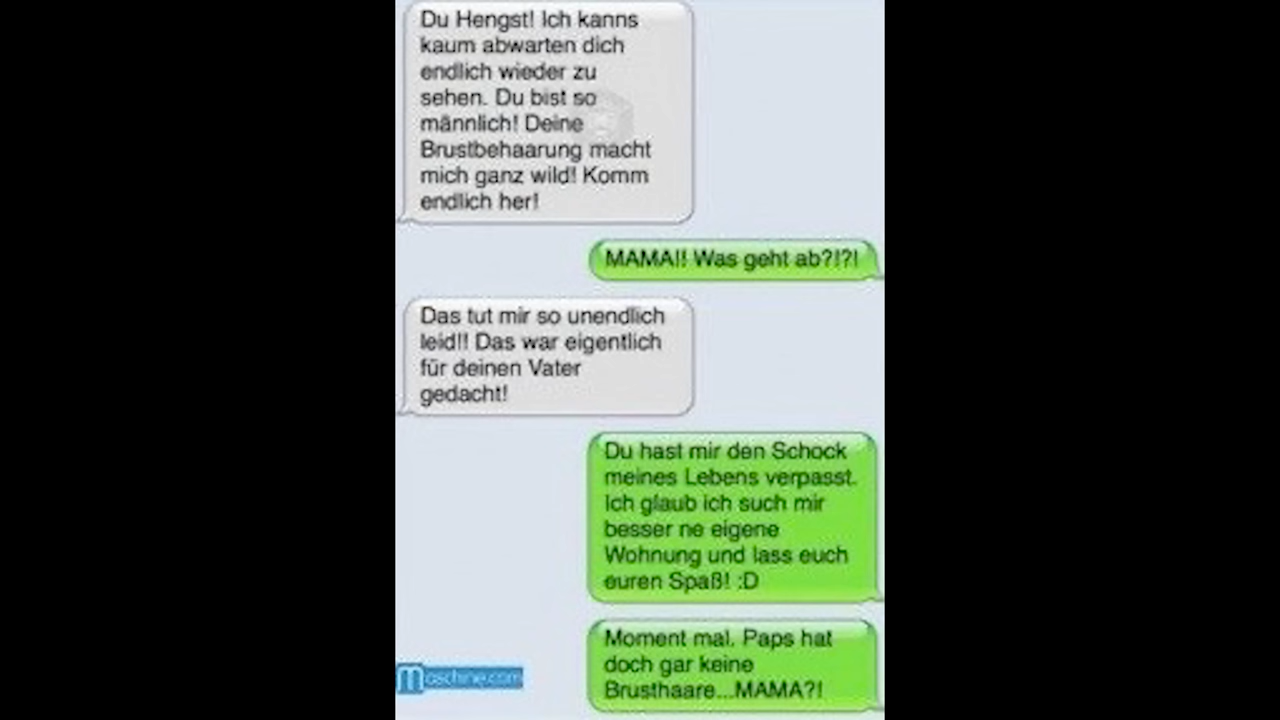 Du Hengst! Ich kanns
kaum abwarten dich
endlich wieder zu
sehen. Du bist so
männlich! Deine
Brustbehaarung macht
mich ganz wild! Komm
endlich her!
MAMA!! Was geht ab?!?!
Das tut mir so unendlich
leid!! Das war eigentlich
für deinen Vater
gedacht!
Du hast mir den Schock
meines Lebens verpasst.
Ich glaub ich such mir
besser ne eigene
Wohnung und lass euch
euren Spaß! :D
Moment mal. Paps hat
doch gar keine
Brusthaare...MAMA?!
moschine.com